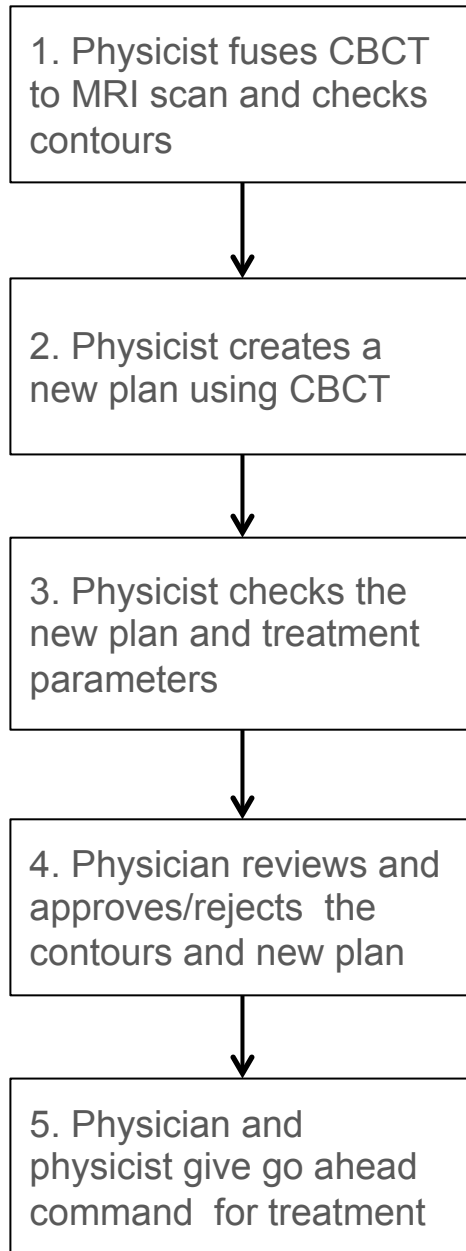 1. Physicist fuses CBCT
to MRI scan and checks
contours
2. Physicist creates a
new plan using CBCT
3. Physicist checks the
new plan and treatment
parameters
4. Physician reviews and
approves/rejects  the
contours and new plan
5. Physician and
physicist give go ahead
command  for treatment